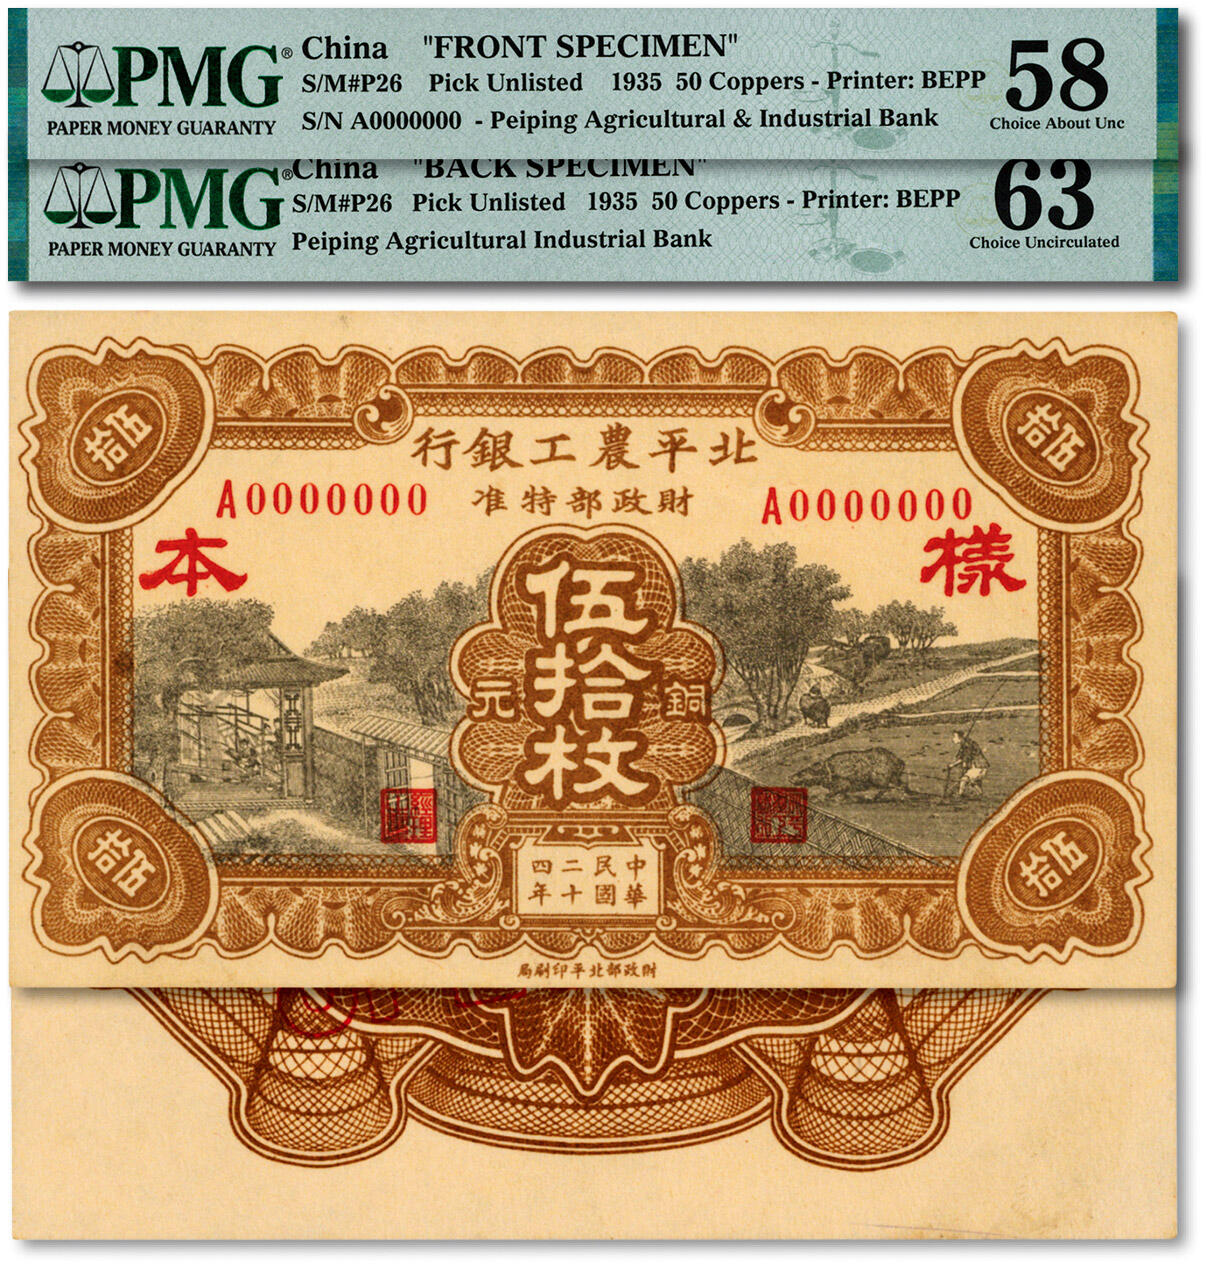 PMG®
PAPER MONEY GUARANTY
China "FRONT SPECIMEN"
S/M#P26 Pick Unlisted 1935 50 Coppers - Printer: BEPP
S/N A0000000 - Peiping Agricultural & Industrial Bank
58
Choice About Unc
PMG®
PAPER MONEY GUARANTY
China "BACK SPECIMEN"
S/M#P26 Pick Unlisted 1935 50 Coppers - Printer: BEPP
Peiping Agricultural Industrial Bank
63
Choice Uncirculated
伍拾
伍拾
北平農工銀行
財政部特准
A0000000
A0000000
樣本
伍拾枚
銅元
經理
中華民國二十四年
伍拾
伍拾
財政部北平印刷局